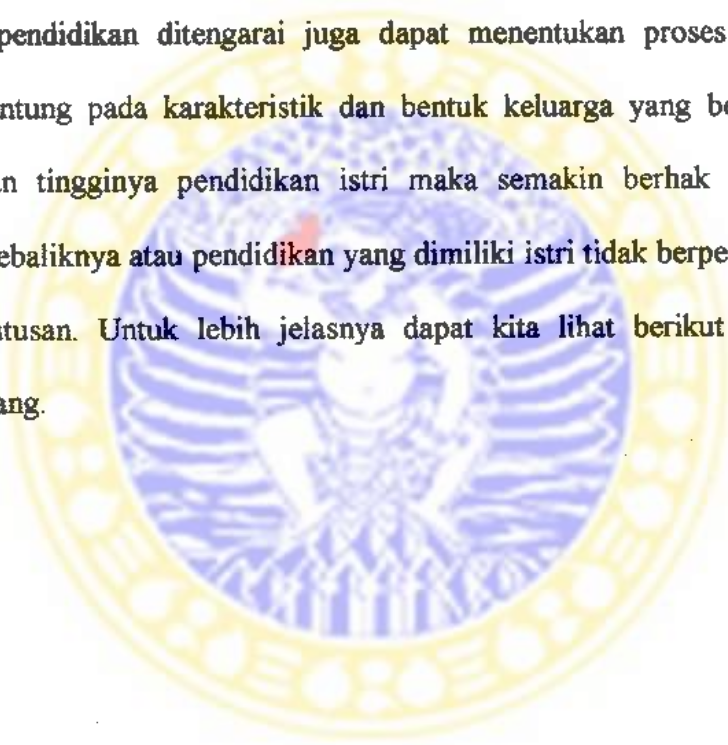 pendidikan ditengarai juga dapat menentukan proses
ntung pada karakteristik dan bentuk keluarga yang be
n tingginya pendidikan istri maka semakin berhak
ebaliknya atau pendidikan yang dimiliki istri tidak berpe
tusan. Untuk lebih jelasnya dapat kita lihat berikut
ang.